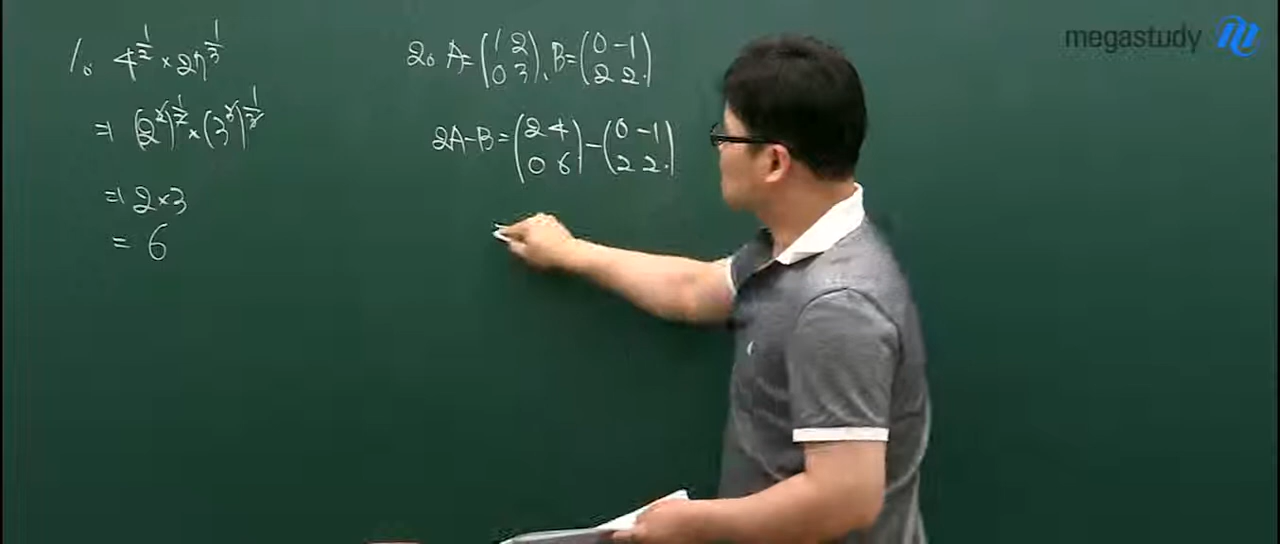 megastudy
1. 4^{1/2} × 27^{1/3}
= (2^2)^{1/2} × (3^3)^{1/3}
= 2 × 3
= 6
2. A = (1 2; 0 3), B = (0 -1; 2 2)
2A - B = (2 4; 0 6) - (0 -1; 2 2)